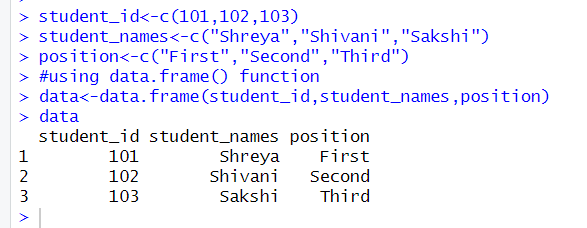 > student_id<-c(101,102,103)
> student_names<-c("Shreya","Shivani","Sakshi")
> position<-c("First","Second","Third")
> #using data.frame() function
> data<-data.frame(student_id,student_names,position)
> data
  student_id student_names position
1        101        Shreya    First
2        102       Shivani   Second
3        103        Sakshi    Third
>